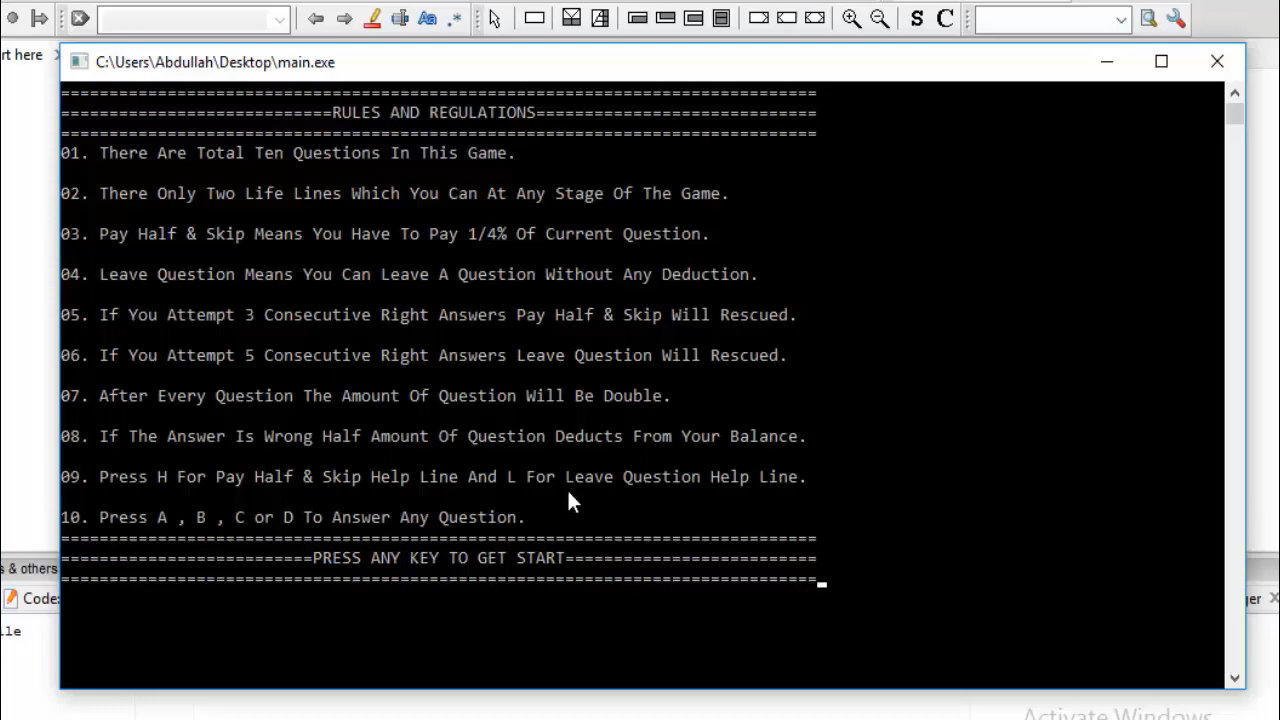 S C
rt here
C:\Users\Abdullah\Desktop\main.exe
==============================================================================
============================RULES AND REGULATIONS=============================
==============================================================================
01. There Are Total Ten Questions In This Game.
02. There Only Two Life Lines Which You Can At Any Stage Of The Game.
03. Pay Half & Skip Means You Have To Pay 1/4% Of Current Question.
04. Leave Question Means You Can Leave A Question Without Any Deduction.
05. If You Attempt 3 Consecutive Right Answers Pay Half & Skip Will Rescued.
06. If You Attempt 5 Consecutive Right Answers Leave Question Will Rescued.
07. After Every Question The Amount Of Question Will Be Double.
08. If The Answer Is Wrong Half Amount Of Question Deducts From Your Balance.
09. Press H For Pay Half & Skip Help Line And L For Leave Question Help Line.
10. Press A , B , C or D To Answer Any Question.
==============================================================================
==========================PRESS ANY KEY TO GET START==========================
==============================================================================
s & others
Code:
ger
lle
Activate Windows